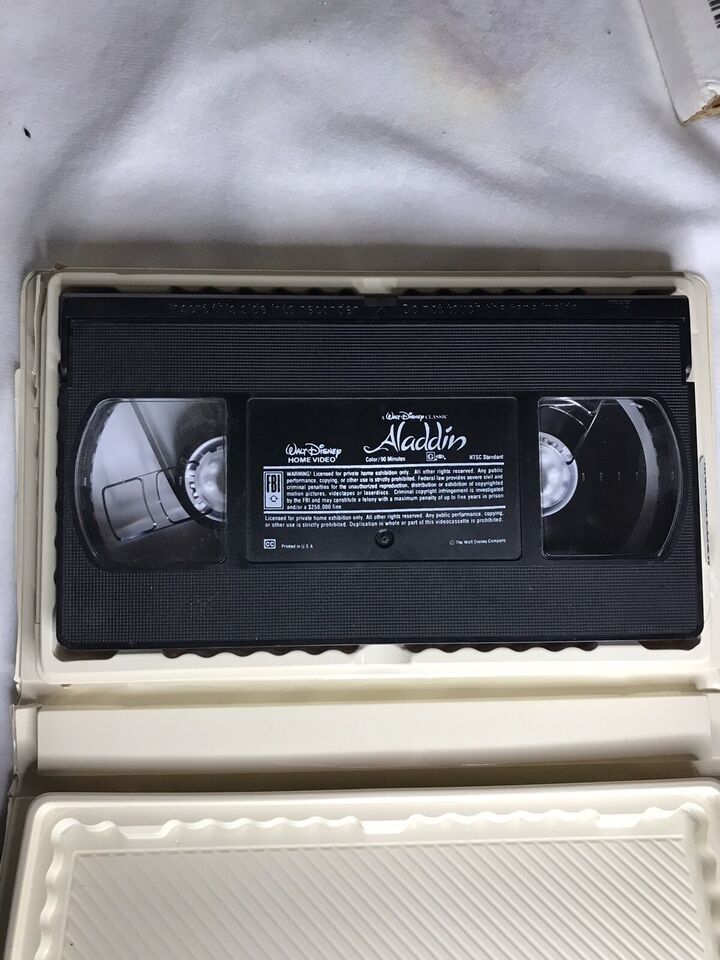 Insert this side into recorder Do not touch the tape inside
A Walt Disney CLASSIC
Aladdin
Walt Disney
HOME VIDEO
Color/90 Minutes G NTSC Standard
FBI
WARNING! Licensed for private home exhibition only. All other rights reserved. Any public
performance, copying, or other use is strictly prohibited. Federal law provides severe civil and
criminal penalties for the unauthorized reproduction, distribution or exhibition of copyrighted
motion pictures, videotapes or laserdiscs. Criminal copyright infringement is investigated
by the FBI and may constitute a felony with a maximum penalty of up to five years in prison
and/or a $250,000 fine
Licensed for private home exhibition only. All other rights reserved. Any public performance, copying,
or other use is strictly prohibited. Duplication in whole or part of this videocassette is prohibited.
CC Printed in U.S.A © The Walt Disney Company